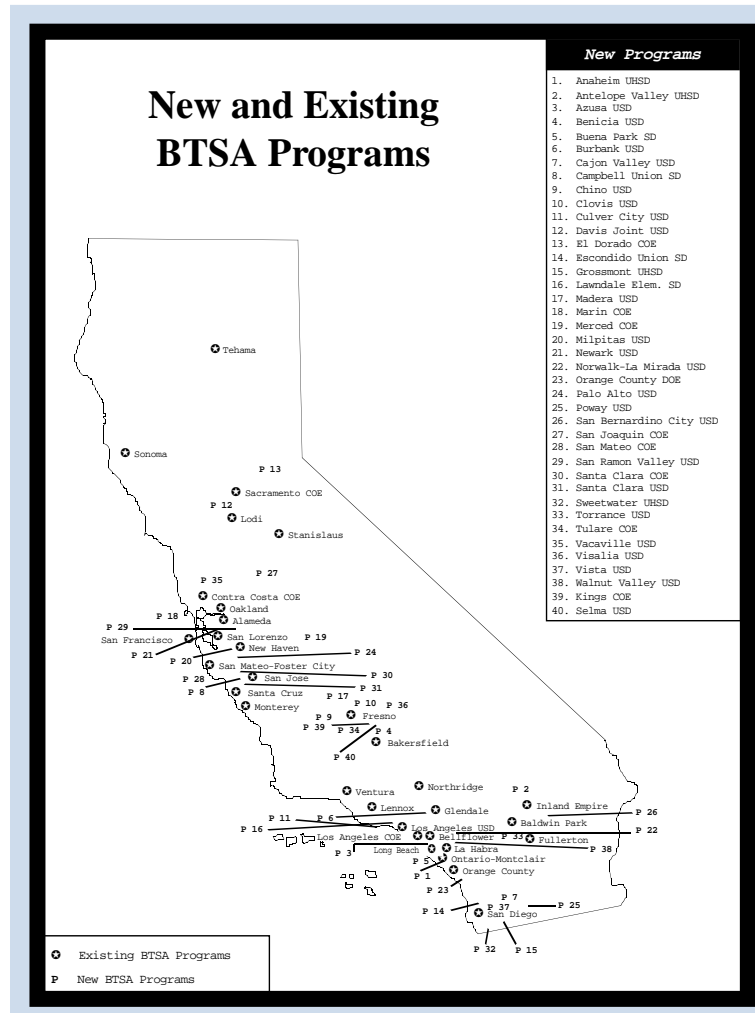 New Programs
New and Existing
BTSA Programs
1. Anaheim UHSD
2. Antelope Valley UHSD
3. Azusa USD
4. Benicia USD
5. Buena Park SD
6. Burbank USD
7. Cajon Valley USD
8. Campbell Union SD
9. Chino USD
10. Clovis USD
11. Culver City USD
12. Davis Joint USD
13. El Dorado COE
14. Escondido Union SD
15. Grossmont UHSD
16. Lawndale Elem. SD
17. Madera USD
18. Marin COE
19. Merced COE
20. Milpitas USD
21. Newark USD
22. Norwalk-La Mirada USD
23. Orange County DOE
24. Palo Alto USD
25. Poway USD
26. San Bernardino City USD
27. San Joaquin COE
28. San Mateo COE
29. San Ramon Valley USD
30. Santa Clara COE
31. Santa Clara USD
32. Sweetwater UHSD
33. Torrance USD
34. Tulare COE
35. Vacaville USD
36. Visalia USD
37. Vista USD
38. Walnut Valley USD
39. Kings COE
40. Selma USD
Tehama
Sonoma
P 13
Sacramento COE
P 12
Lodi
Stanislaus
P 27
P 35
Contra Costa COE
Oakland
P 18
Alameda
P 29
San Francisco
San Lorenzo
P 19
New Haven
P 21
P 20
P 24
San Mateo-Foster City
P 30
P 28
San Jose
P 31
P 8
Santa Cruz
P 17
P 10
P 36
Monterey
P 9
Fresno
P 39
P 34
P 4
Bakersfield
P 40
Northridge
P 2
Ventura
Lennox
Glendale
Inland Empire
P 26
P 11
P 6
Baldwin Park
P 16
Los Angeles USD
P 22
Los Angeles COE
Bellflower
P 33
Fullerton
P 3
Long Beach
La Habra
P 38
P 5
Ontario-Montclair
P 1
Orange County
P 23
P 7
P 14
P 37
P 25
San Diego
P 32
P 15
Existing BTSA Programs
P New BTSA Programs